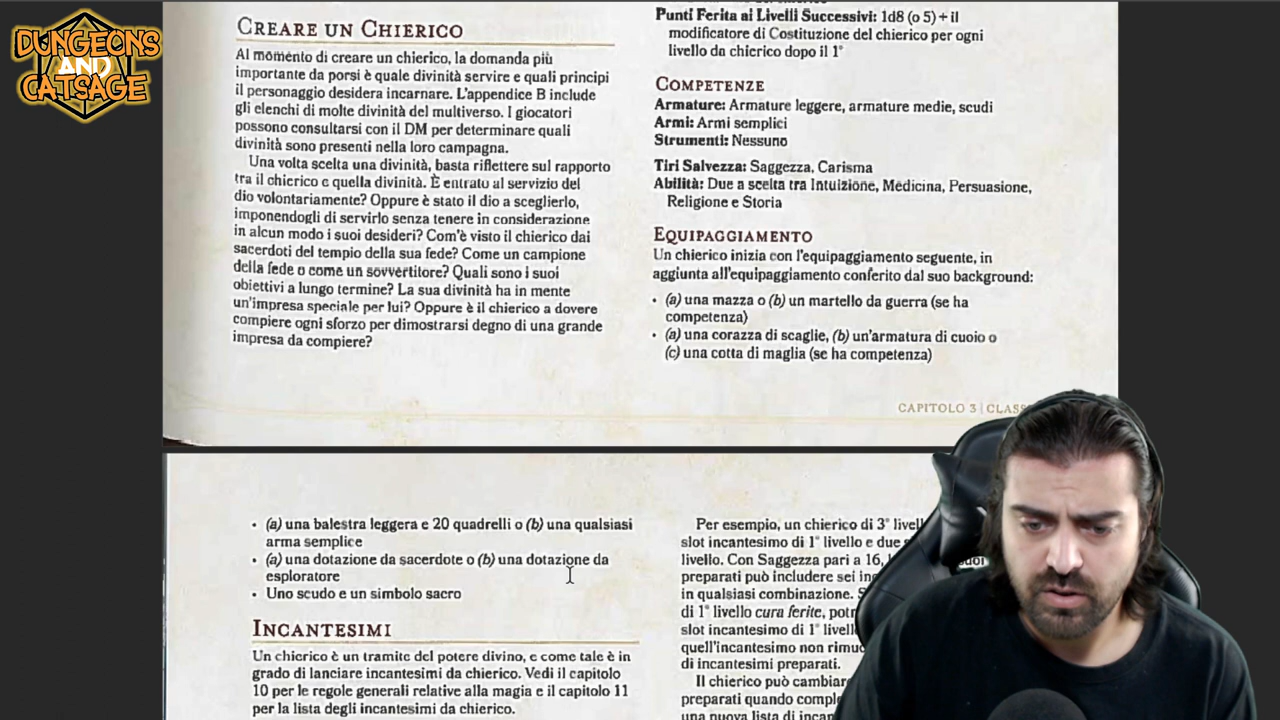 DUNGEONS
AND
CATSAGE
CREARE UN CHIERICO
Al momento di creare un chierico, la domanda più
importante da porsi è quale divinità servire e quali principi
il personaggio desidera incarnare. L'appendice B include
gli elenchi di molte divinità del multiverso. I giocatori
possono consultarsi con il DM per determinare quali
divinità sono presenti nella loro campagna.
Una volta scelta una divinità, basta riflettere sul rapporto
tra il chierico e quella divinità. È entrato al servizio del
dio volontariamente? Oppure è stato il dio a sceglierlo,
imponendogli di servirlo senza tenere in considerazione
in alcun modo i suoi desideri? Com'è visto il chierico dai
sacerdoti del tempio della sua fede? Come un campione
della fede o come un sovvertitore? Quali sono i suoi
obiettivi a lungo termine? La sua divinità ha in mente
un'impresa speciale per lui? Oppure è il chierico a dovere
compiere ogni sforzo per dimostrarsi degno di una grande
impresa da compiere?
Punti Ferita ai Livelli Successivi: 1d8 (o 5) + il
modificatore di Costituzione del chierico per ogni
livello da chierico dopo il 1°
COMPETENZE
Armature: Armature leggere, armature medie, scudi
Armi: Armi semplici
Strumenti: Nessuno
Tiri Salvezza: Saggezza, Carisma
Abilità: Due a scelta tra Intuizione, Medicina, Persuasione,
Religione e Storia
EQUIPAGGIAMENTO
Un chierico inizia con l'equipaggiamento seguente, in
aggiunta all'equipaggiamento conferito dal suo background:
• (a) una mazza o (b) un martello da guerra (se ha
competenza)
• (a) una corazza di scaglie, (b) un'armatura di cuoio o
(c) una cotta di maglia (se ha competenza)
CAPITOLO 3 | CLASS
• (a) una balestra leggera e 20 quadrelli o (b) una qualsiasi
arma semplice
• (a) una dotazione da sacerdote o (b) una dotazione da
esploratore
• Uno scudo e un simbolo sacro
INCANTESIMI
Un chierico è un tramite del potere divino, e come tale è in
grado di lanciare incantesimi da chierico. Vedi il capitolo
10 per le regole generali relative alla magia e il capitolo 11
per la lista degli incantesimi da chierico.
Per esempio, un chierico di 3° livell
slot incantesimo di 1° livello e due s
livello. Con Saggezza pari a 16, suoi
preparati può includere sei in
in qualsiasi combinazione. S
di 1° livello cura ferite, potr
slot incantesimo di 1° livell
quell'incantesimo non rimuo
di incantesimi preparati.
Il chierico può cambiar
preparati quando compl
una nuova lista di incan